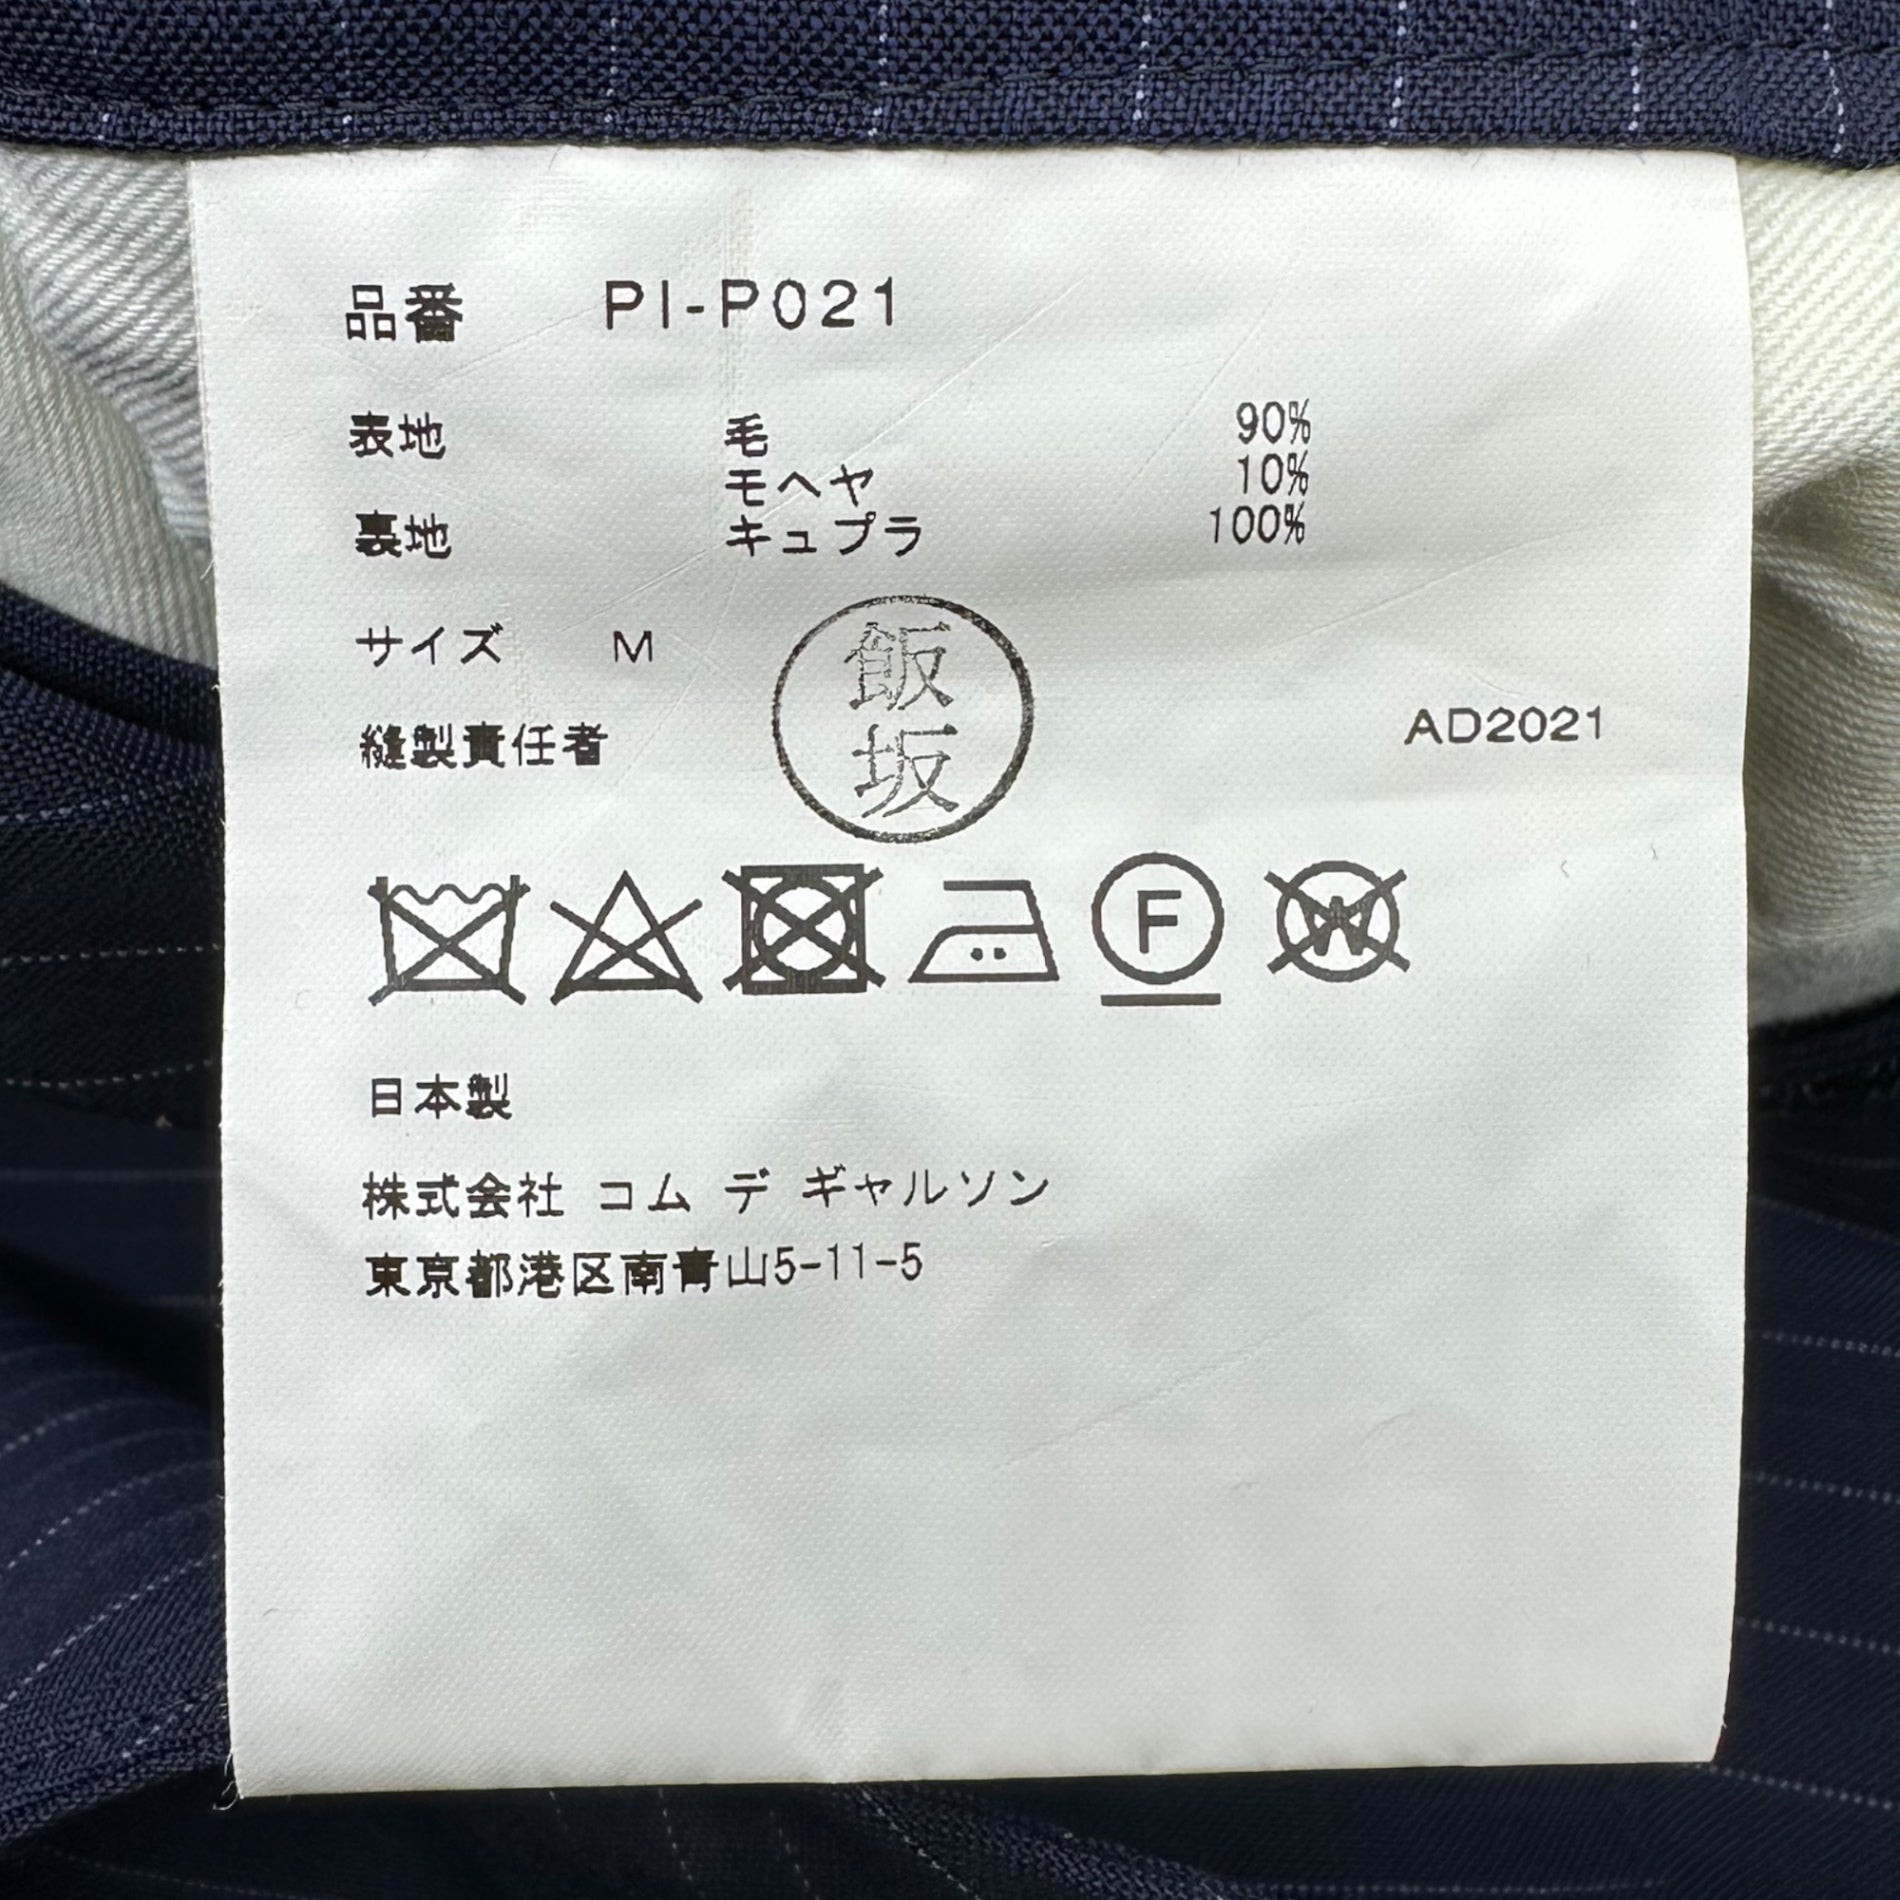 品番 PI-P021
表地 毛 90%
モヘヤ 10%
裏地 キュプラ 100%
サイズ M
飯坂
縫製責任者 AD2021
F W
日本製
株式会社 コム デ ギャルソン
東京都港区南青山5-11-5